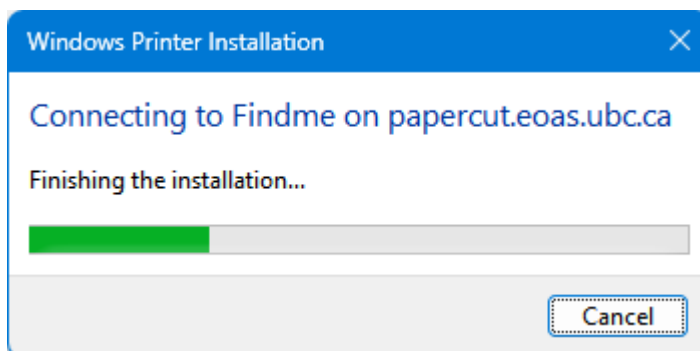 Windows Printer Installation
Connecting to Findme on papercut.eoas.ubc.ca
Finishing the installation...
Cancel